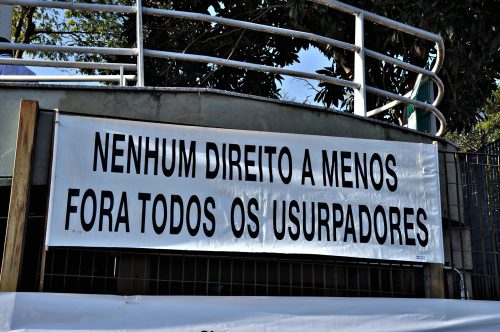 NENHUM DIREITO A MENOS
FORA TODOS OS USURPADORES